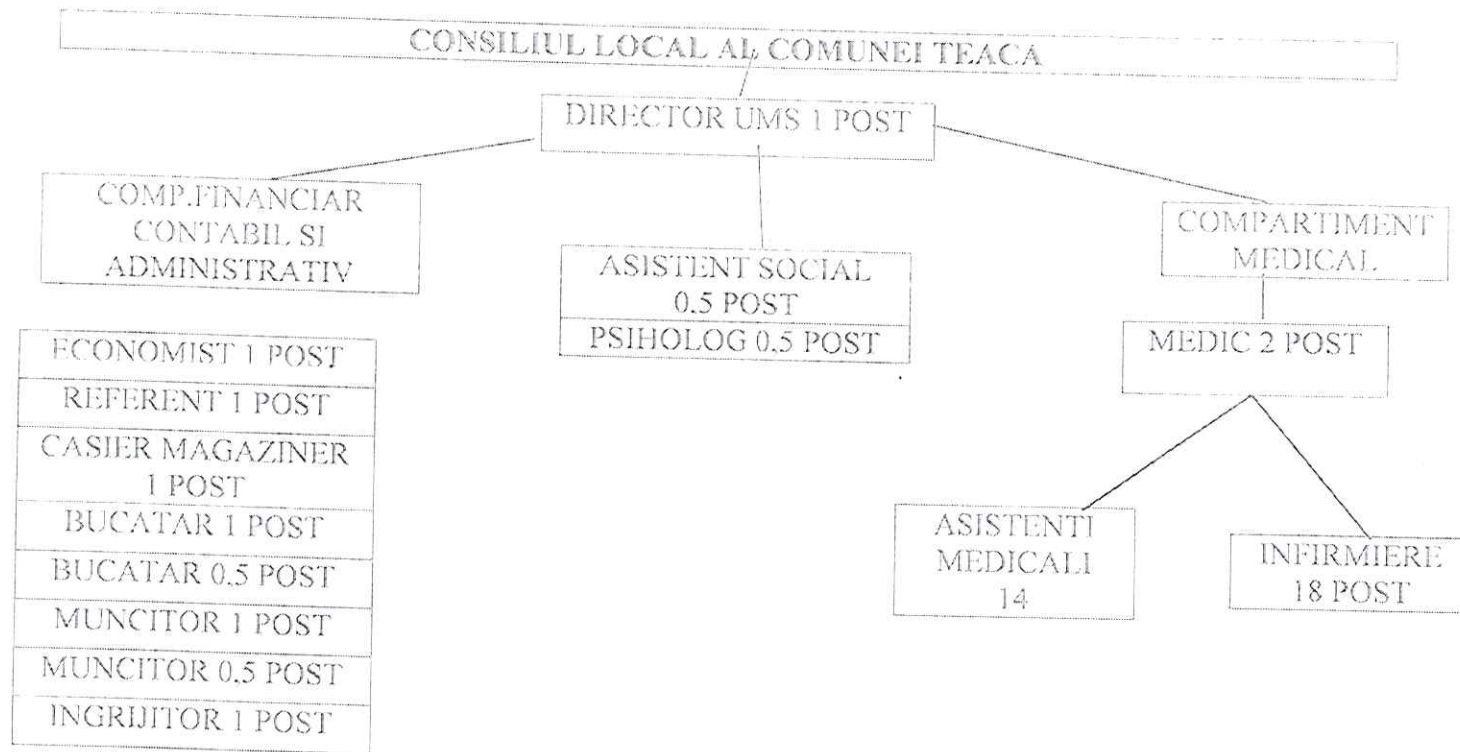 CONSILIUL LOCAL AL COMUNEI TEACA
DIRECTOR UMS 1 POST
COMP.FINANCIAR
CONTABIL SI
ADMINISTRATIV
ECONOMIST 1 POST
REFERENT 1 POST
CASIER MAGAZINER
1 POST
BUCATAR 1 POST
BUCATAR 0.5 POST
MUNCITOR 1 POST
MUNCITOR 0.5 POST
INGRIJITOR 1 POST
ASISTENT SOCIAL
0.5 POST
PSIHOLOG 0.5 POST
COMPARTIMENT
MEDICAL
MEDIC 2 POST
ASISTENTI
MEDICALI
14
INFIRMIERE
18 POST